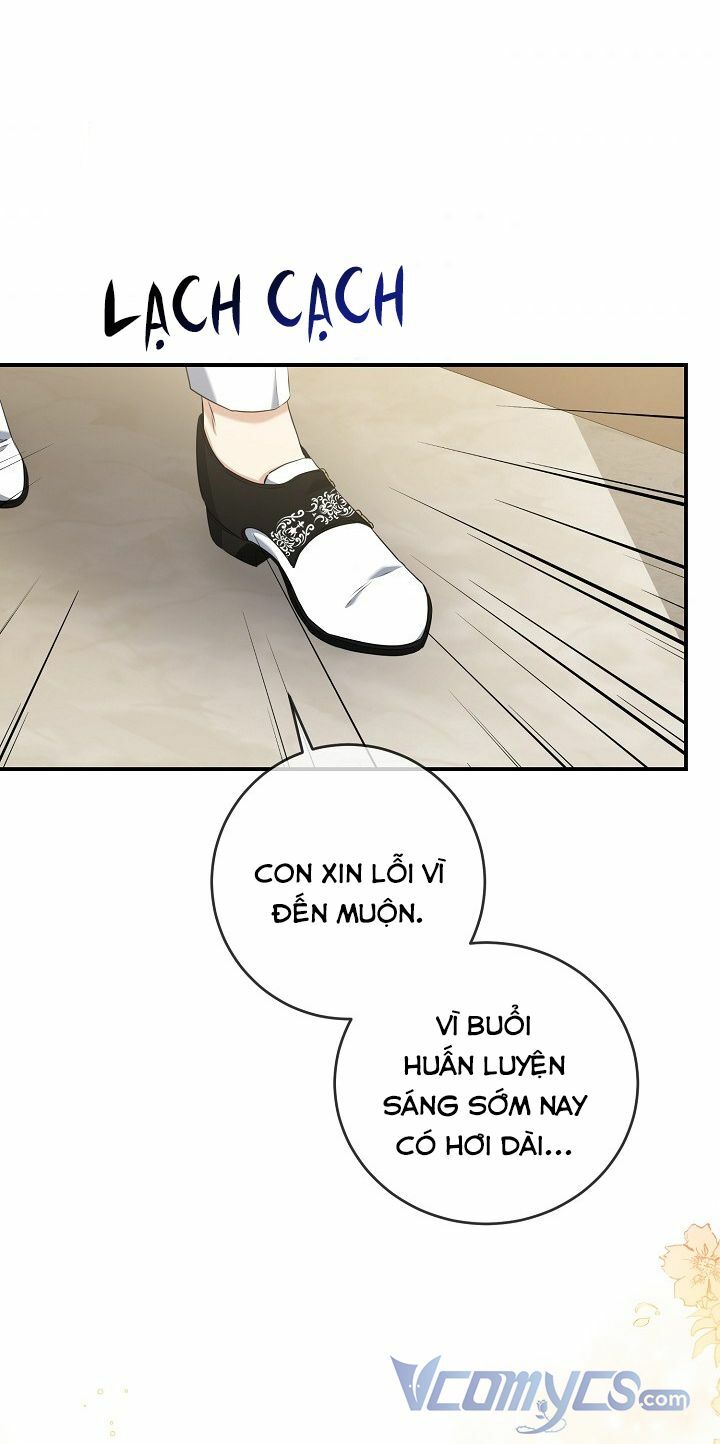 LẠCH CẠCH
CON XIN LỖI VÌ
ĐẾN MUỘN.
VÌ BUỔI
HUẤN LUYỆN
SÁNG SỚM NAY
CÓ HƠI DÀI...
VCOMYCS.com